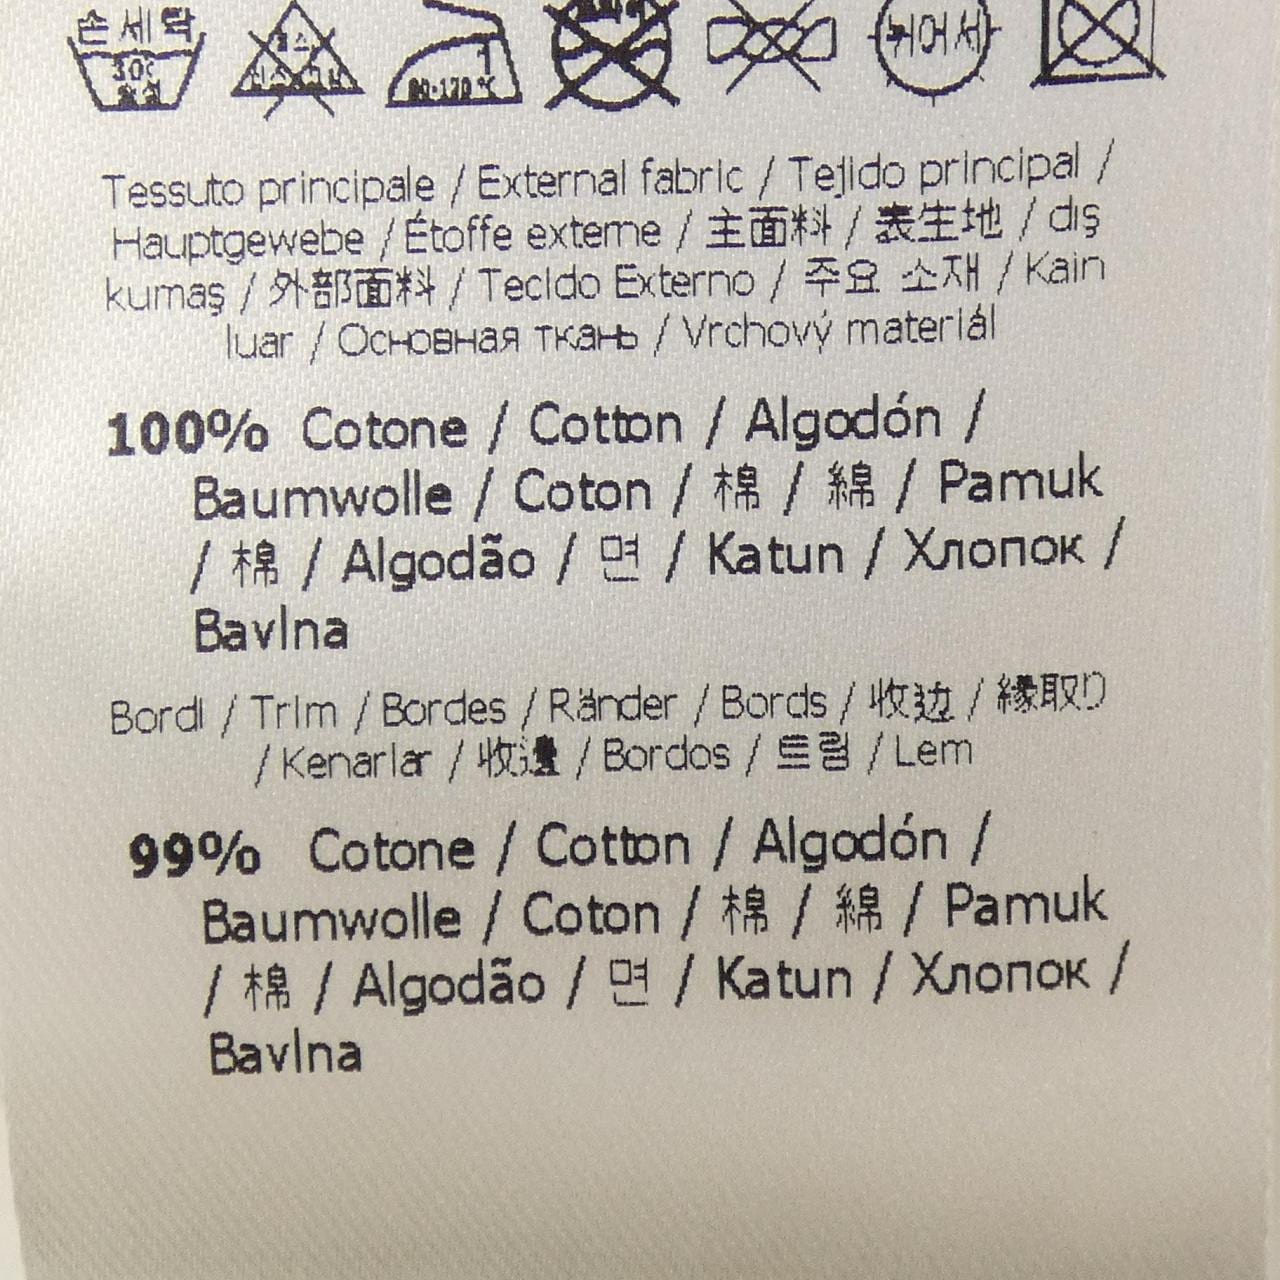 손세탁
30℃
80-120℃
뉘어서
Tessuto principale / External fabric / Tejido principal /
Hauptgewebe / Étoffe externe / 主面料 / 表生地 / dış
kumaş / 外部面料 / Tecido Externo / 주요 소재 / Kain
luar / Основная ткань / Vrchový materiál
100% Cotone / Cotton / Algodón /
Baumwolle / Coton / 棉 / 綿 / Pamuk
/ 棉 / Algodão / 면 / Katun / Хлопок /
Bavlna
Bordi / Trim / Bordes / Ränder / Bords / 收边 / 縁取り
/ Kenarlar / 收邊 / Bordos / 트림 / Lem
99% Cotone / Cotton / Algodón /
Baumwolle / Coton / 棉 / 綿 / Pamuk
/ 棉 / Algodão / 면 / Katun / Хлопок /
Bavlna